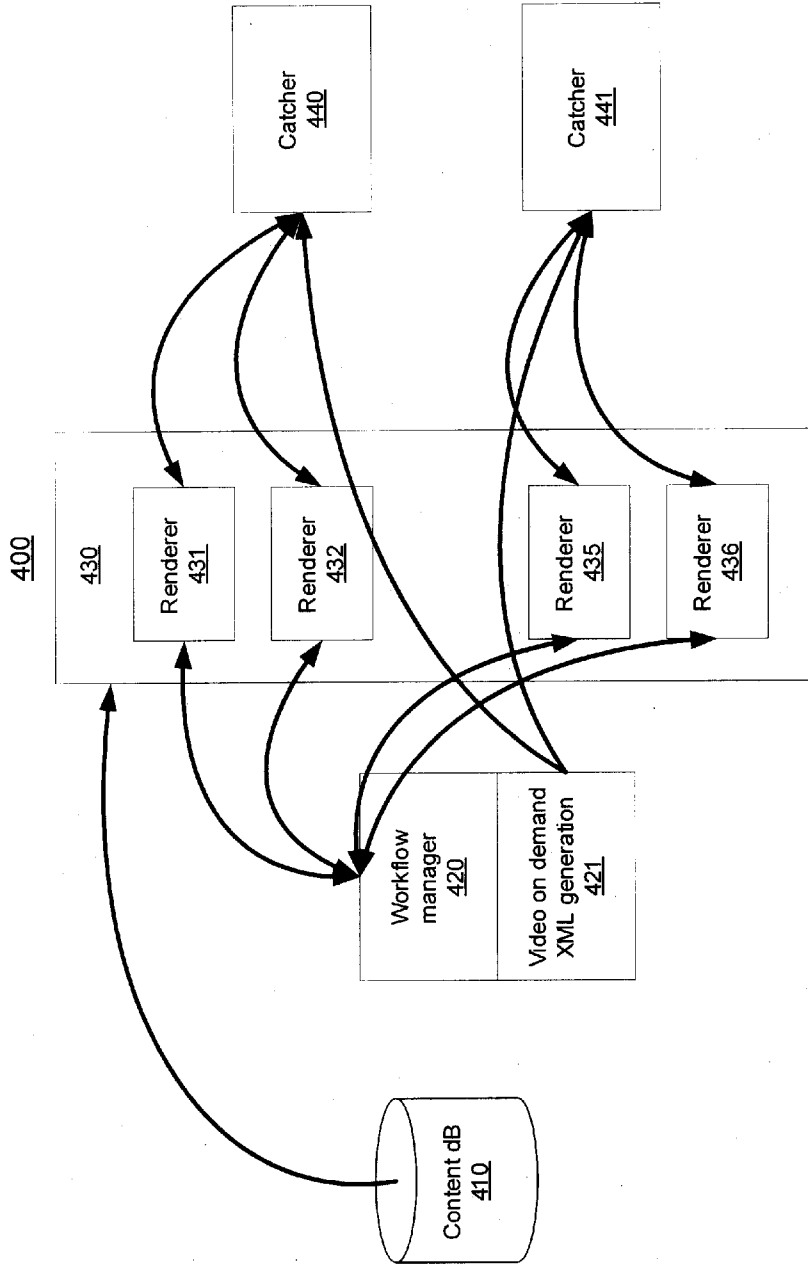 400
430
Renderer
431
Renderer
432
Renderer
435
Renderer
436
Catcher
440
Catcher
441
Workflow
manager
420
Video on demand
XML generation
421
Content dB
410